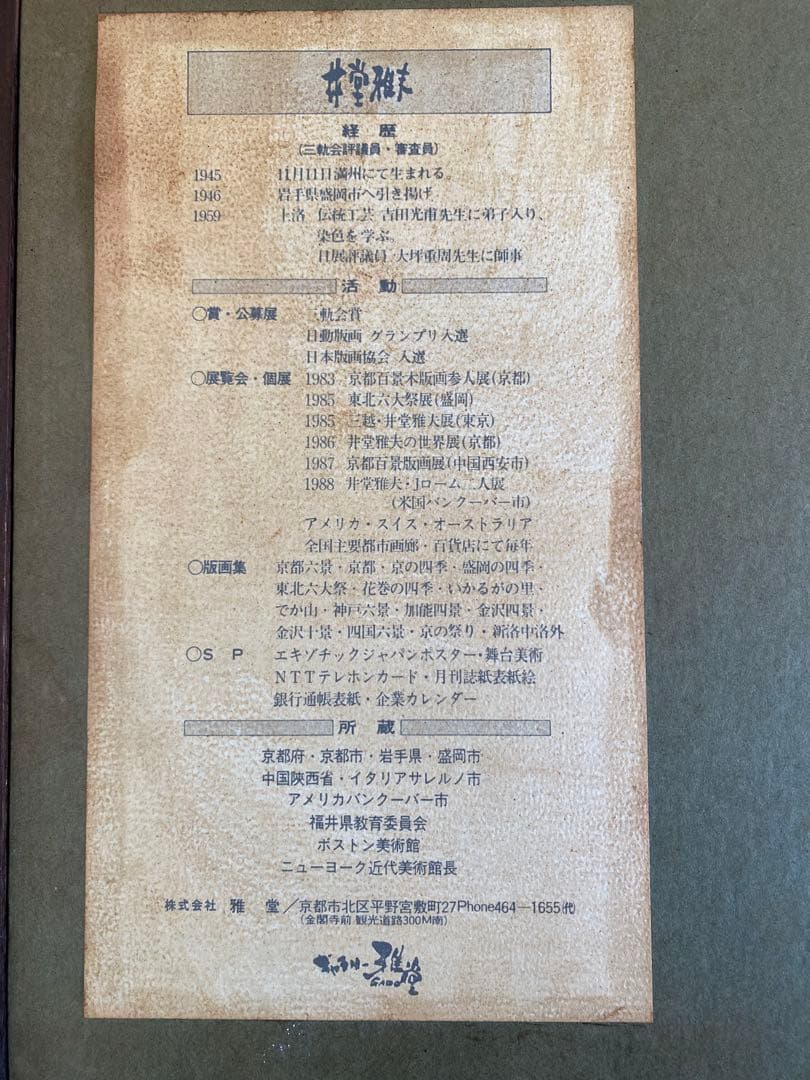 井堂雅夫
経歴
(三軌会評議員・審査員)
1945 11月11日満州にて生まれる。
1946 岩手県盛岡市へ引き揚げ
1959 上洛 伝統工芸 吉田光甫先生に弟子入り、
染色を学ぶ。
日展評議員 大坪重周先生に師事
活動
○賞・公募展 三軌会賞
日動版画 グランプリ入選
日本版画協会 入選
○展覧会・個展 1983 京都百景木版画参人展(京都)
1985 東北六大祭展(盛岡)
1985 三越・井堂雅夫展(東京)
1986 井堂雅夫の世界展(京都)
1987 京都百景版画展(中国西安市)
1988 井堂雅夫・Jローム二人展
(米国バンクーバー市)
アメリカ・スイス・オーストラリア
全国主要都市画廊・百貨店にて毎年
○版画集 京都六景・京都・京の四季・盛岡の四季・
東北六大祭・花巻の四季・いかるがの里・
でか山・神戸六景・加能四景・金沢四景・
金沢十景・四国六景・京の祭り・新洛中洛外
○SP エキゾチックジャパンポスター・舞台美術
NTTテレホンカード・月刊誌紙表紙絵
銀行通帳表紙・企業カレンダー
所蔵
京都府・京都市・岩手県・盛岡市
中国陜西省・イタリアサレルノ市
アメリカバンクーバー市
福井県教育委員会
ボストン美術館
ニューヨーク近代美術館長
株式会社 雅堂/京都市北区平野宮敷町27Phone464―1655(代)
(金閣寺前 観光道路300M南)
ぎゃらりー雅堂
GADO